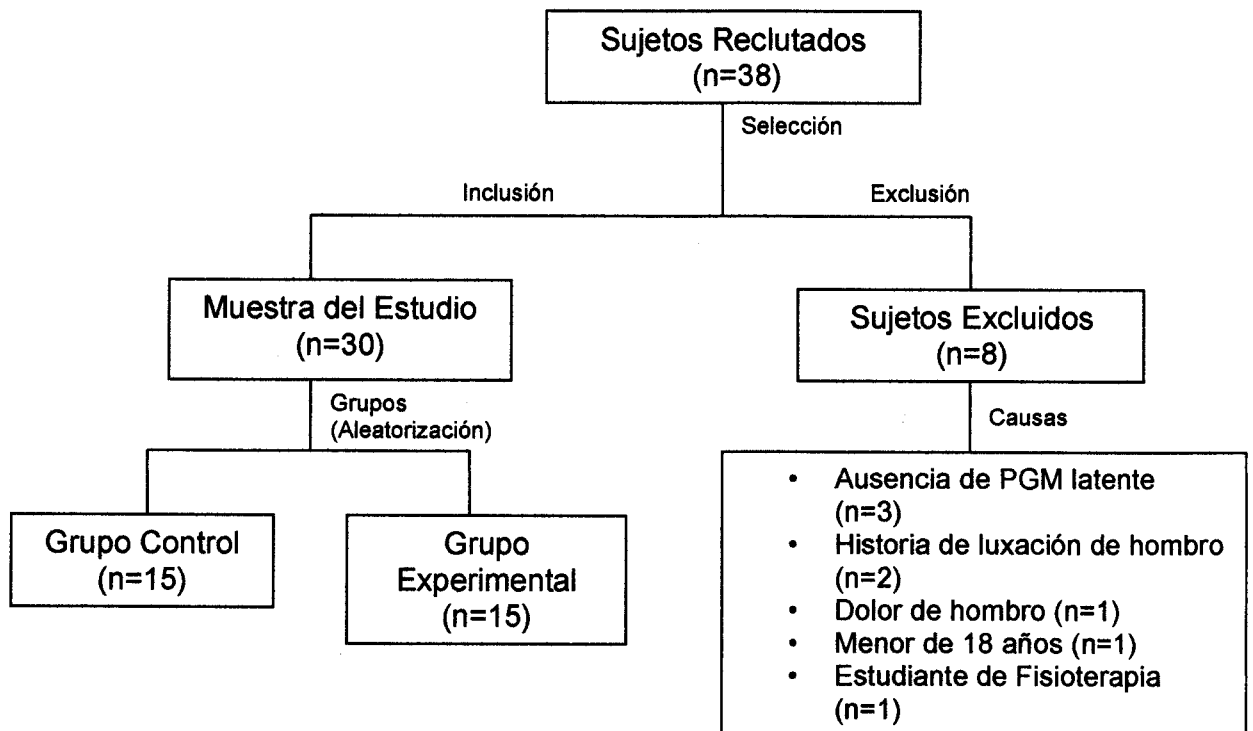 Sujetos Reclutados
(n=38)
Selección
Inclusión
Exclusión
Muestra del Estudio
(n=30)
Sujetos Excluidos
(n=8)
Grupos
(Aleatorización)
Causas
Grupo Control
(n=15)
Grupo
Experimental
(n=15)
• Ausencia de PGM latente
(n=3)
• Historia de luxación de hombro
(n=2)
• Dolor de hombro (n=1)
• Menor de 18 años (n=1)
• Estudiante de Fisioterapia
(n=1)